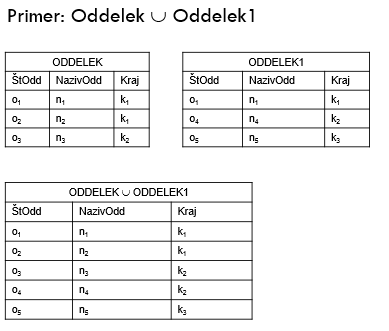 Primer: Oddelek ∪ Oddelek1
ODDELEK
ŠtOdd NazivOdd Kraj
o₁ n₁ k₁
o₂ n₂ k₁
o₃ n₃ k₂
ODDELEK1
ŠtOdd NazivOdd Kraj
o₁ n₁ k₁
o₄ n₄ k₂
o₅ n₅ k₃
ODDELEK ∪ ODDELEK1
ŠtOdd NazivOdd Kraj
o₁ n₁ k₁
o₂ n₂ k₁
o₃ n₃ k₂
o₄ n₄ k₂
o₅ n₅ k₃